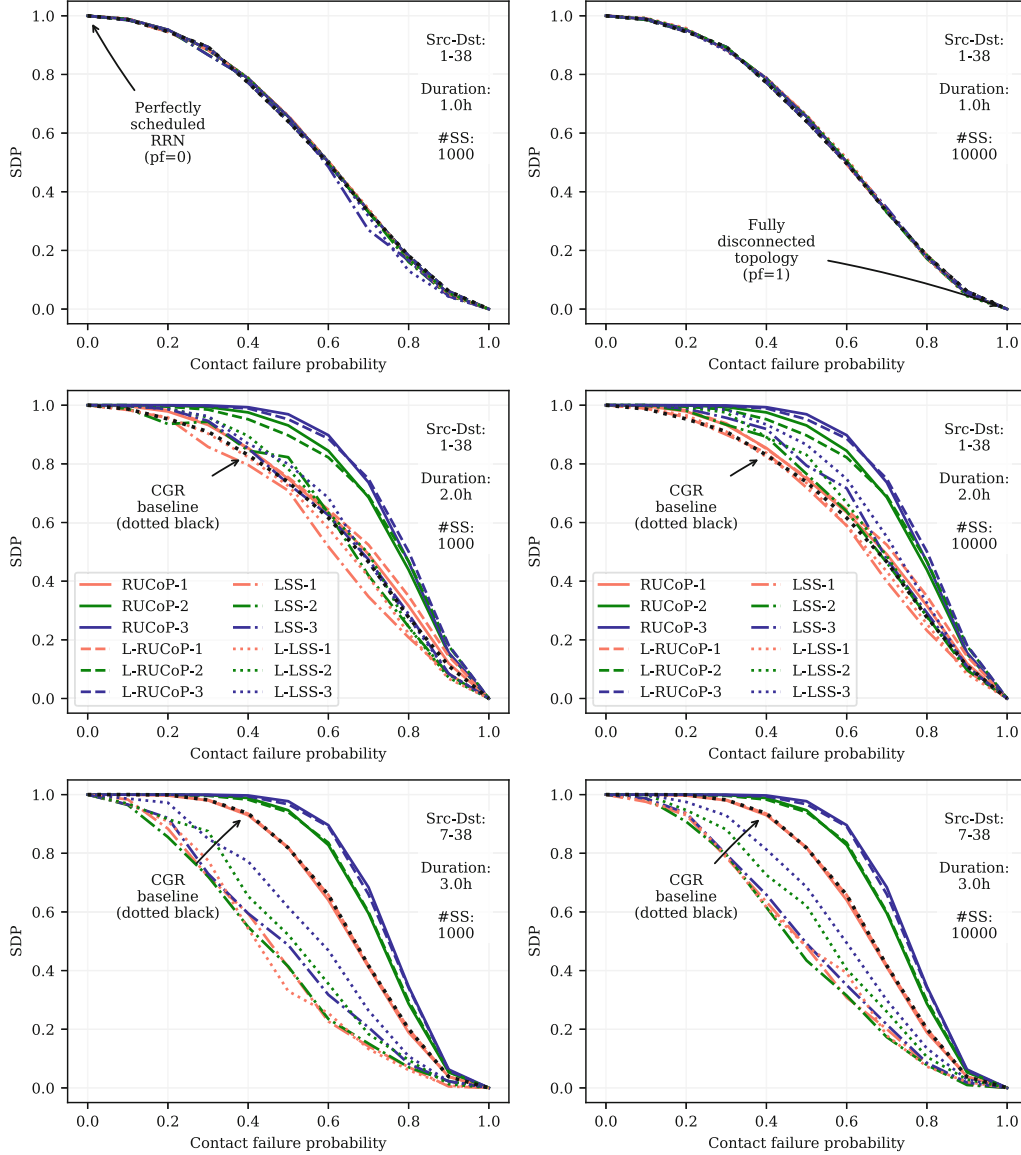 1.0
0.8
0.6
0.4
0.2
0.0
SDP
Perfectly
scheduled
RRN
(pf=0)
Src-Dst:
1-38
Duration:
1.0h
#SS:
1000
0.0 0.2 0.4 0.6 0.8 1.0
Contact failure probability
1.0
0.8
0.6
0.4
0.2
0.0
SDP
Src-Dst:
1-38
Duration:
1.0h
#SS:
10000
Fully
disconnected
topology
(pf=1)
0.0 0.2 0.4 0.6 0.8 1.0
Contact failure probability
1.0
0.8
0.6
0.4
0.2
0.0
SDP
CGR
baseline
(dotted black)
Src-Dst:
1-38
Duration:
2.0h
#SS:
1000
RUCoP-1 LSS-1
RUCoP-2 LSS-2
RUCoP-3 LSS-3
L-RUCoP-1 L-LSS-1
L-RUCoP-2 L-LSS-2
L-RUCoP-3 L-LSS-3
0.0 0.2 0.4 0.6 0.8 1.0
Contact failure probability
1.0
0.8
0.6
0.4
0.2
0.0
SDP
CGR
baseline
(dotted black)
Src-Dst:
1-38
Duration:
2.0h
#SS:
10000
RUCoP-1 LSS-1
RUCoP-2 LSS-2
RUCoP-3 LSS-3
L-RUCoP-1 L-LSS-1
L-RUCoP-2 L-LSS-2
L-RUCoP-3 L-LSS-3
0.0 0.2 0.4 0.6 0.8 1.0
Contact failure probability
1.0
0.8
0.6
0.4
0.2
0.0
SDP
CGR
baseline
(dotted black)
Src-Dst:
7-38
Duration:
3.0h
#SS:
1000
0.0 0.2 0.4 0.6 0.8 1.0
Contact failure probability
1.0
0.8
0.6
0.4
0.2
0.0
SDP
CGR
baseline
(dotted black)
Src-Dst:
7-38
Duration:
3.0h
#SS:
10000
0.0 0.2 0.4 0.6 0.8 1.0
Contact failure probability